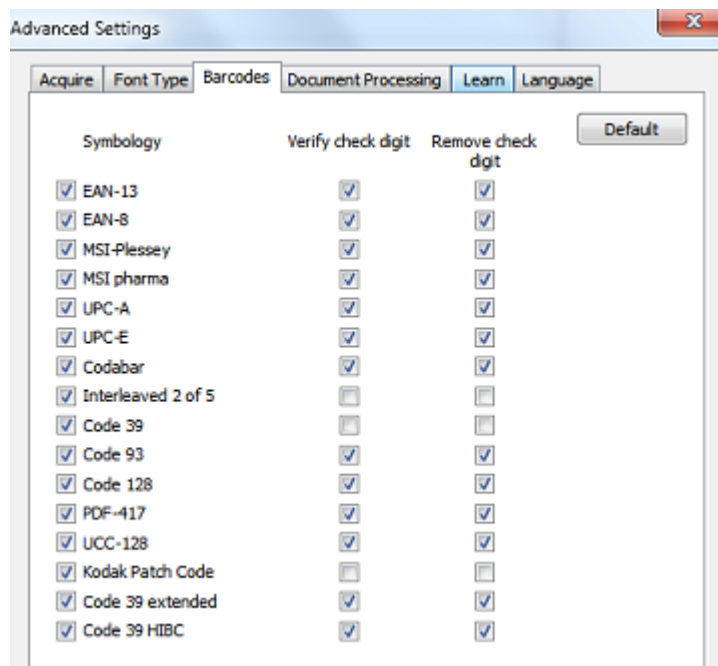 Advanced Settings
Acquire Font Type Barcodes Document Processing Learn Language
Default
Symbology Verify check digit Remove check
digit
EAN-13
EAN-8
MSI-Plessey
MSI pharma
UPC-A
UPC-E
Codabar
Interleaved 2 of 5
Code 39
Code 93
Code 128
PDF-417
UCC-128
Kodak Patch Code
Code 39 extended
Code 39 HIBC